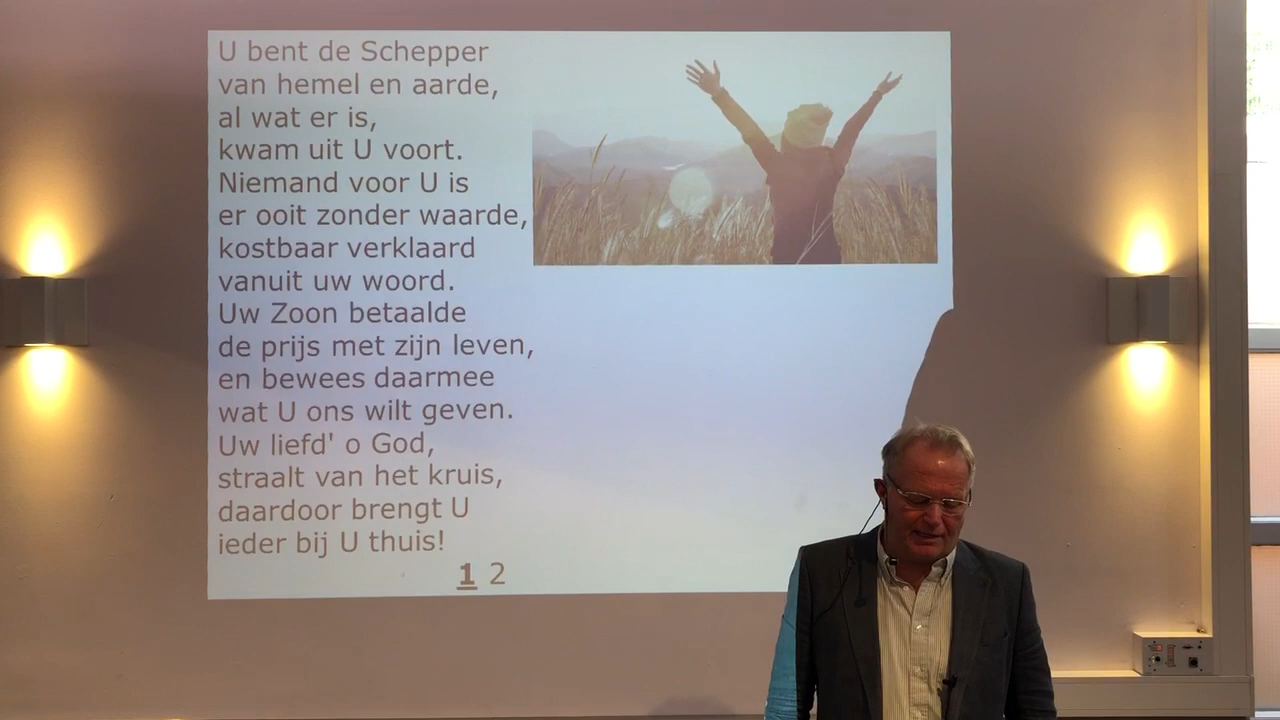 U bent de Schepper
van hemel en aarde,
al wat er is,
kwam uit U voort.
Niemand voor U is
er ooit zonder waarde,
kostbaar verklaard
vanuit uw woord.
Uw Zoon betaalde
de prijs met zijn leven,
en bewees daarmee
wat U ons wilt geven.
Uw liefd' o God,
straalt van het kruis,
daardoor brengt U
ieder bij U thuis!
1 2